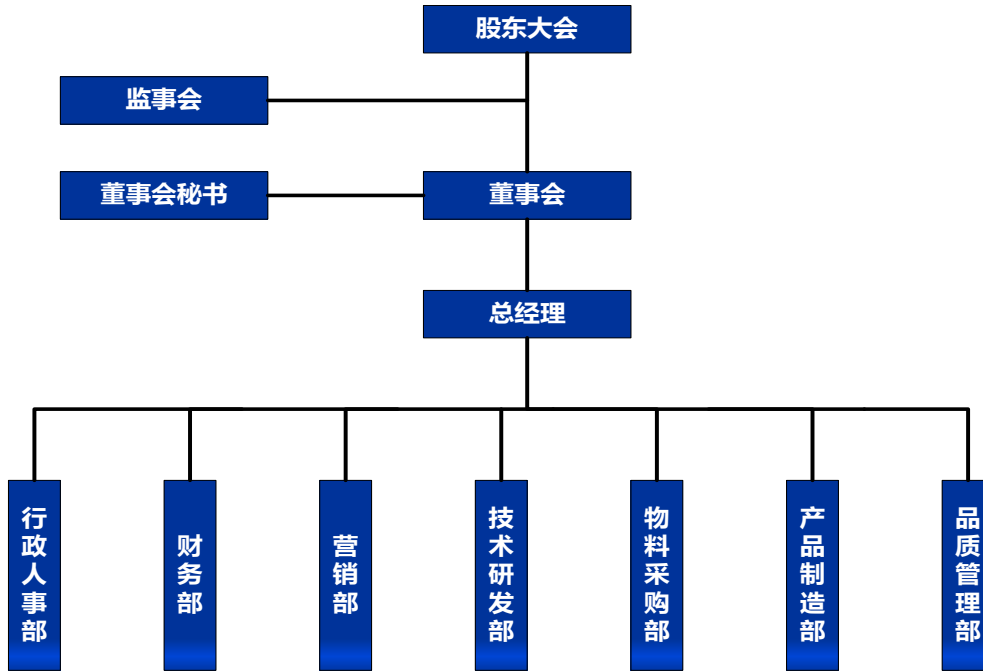 股东大会
监事会
董事会秘书
董事会
总经理
行政人事部
财务部
营销部
技术研发部
物料采购部
产品制造部
品质管理部